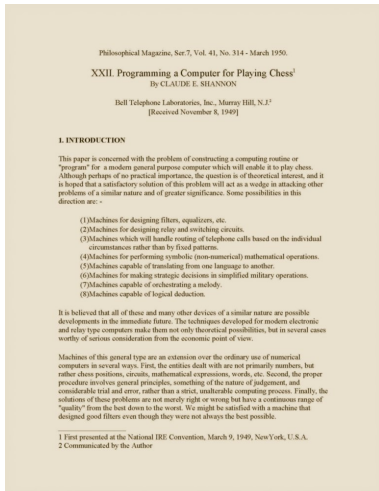 Philosophical Magazine, Ser.7, Vol. 41, No. 314 - March 1950.
XXII. Programming a Computer for Playing Chess¹
By CLAUDE E. SHANNON
Bell Telephone Laboratories, Inc., Murray Hill, N.J.²
[Received November 8, 1949]
1. INTRODUCTION
This paper is concerned with the problem of constructing a computing routine or
"program" for a modern general purpose computer which will enable it to play chess.
Although perhaps of no practical importance, the question is of theoretical interest, and it
is hoped that a satisfactory solution of this problem will act as a wedge in attacking other
problems of a similar nature and of greater significance. Some possibilities in this
direction are: -
(1)Machines for designing filters, equalizers, etc.
(2)Machines for designing relay and switching circuits.
(3)Machines which will handle routing of telephone calls based on the individual
circumstances rather than by fixed patterns.
(4)Machines for performing symbolic (non-numerical) mathematical operations.
(5)Machines capable of translating from one language to another.
(6)Machines for making strategic decisions in simplified military operations.
(7)Machines capable of orchestrating a melody.
(8)Machines capable of logical deduction.
It is believed that all of these and many other devices of a similar nature are possible
developments in the immediate future. The techniques developed for modern electronic
and relay type computers make them not only theoretical possibilities, but in several cases
worthy of serious consideration from the economic point of view.
Machines of this general type are an extension over the ordinary use of numerical
computers in several ways. First, the entities dealt with are not primarily numbers, but
rather chess positions, circuits, mathematical expressions, words, etc. Second, the proper
procedure involves general principles, something of the nature of judgement, and
considerable trial and error, rather than a strict, unalterable computing process. Finally, the
solutions of these problems are not merely right or wrong but have a continuous range of
"quality" from the best down to the worst. We might be satisfied with a machine that
designed good filters even though they were not always the best possible.
1 First presented at the National IRE Convention, March 9, 1949, NewYork, U.S.A.
2 Communicated by the Author